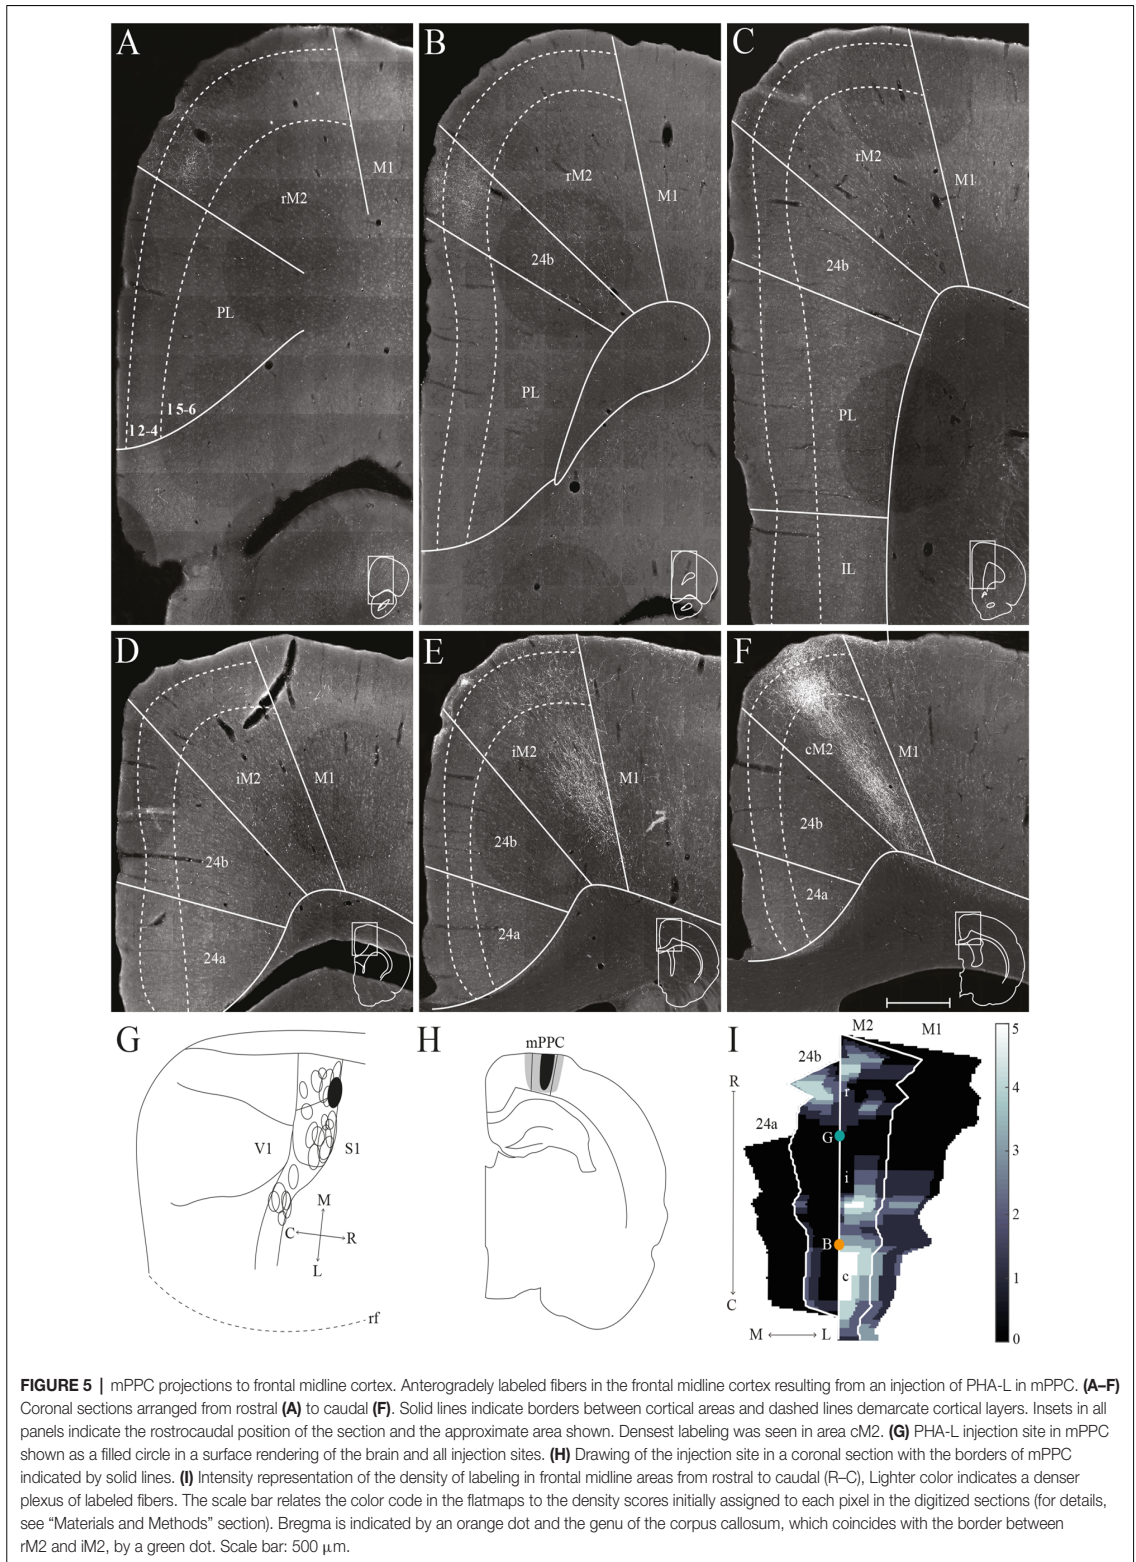 A
B
C
M1
rM2
PL
l 5-6
l 2-4
rM2
M1
24b
PL
rM2
M1
24b
PL
IL
D
E
F
iM2
M1
24b
24a
iM2
M1
24b
24a
cM2
M1
24b
24a
G
H
I
V1
S1
M
C
R
L
rf
mPPC
M2
M1
24b
R
24a
r
G
i
B
c
C
M
L
5
4
3
2
1
0
FIGURE 5 | mPPC projections to frontal midline cortex. Anterogradely labeled fibers in the frontal midline cortex resulting from an injection of PHA-L in mPPC. (A–F)
Coronal sections arranged from rostral (A) to caudal (F). Solid lines indicate borders between cortical areas and dashed lines demarcate cortical layers. Insets in all
panels indicate the rostrocaudal position of the section and the approximate area shown. Densest labeling was seen in area cM2. (G) PHA-L injection site in mPPC
shown as a filled circle in a surface rendering of the brain and all injection sites. (H) Drawing of the injection site in a coronal section with the borders of mPPC
indicated by solid lines. (I) Intensity representation of the density of labeling in frontal midline areas from rostral to caudal (R–C), Lighter color indicates a denser
plexus of labeled fibers. The scale bar relates the color code in the flatmaps to the density scores initially assigned to each pixel in the digitized sections (for details,
see “Materials and Methods” section). Bregma is indicated by an orange dot and the genu of the corpus callosum, which coincides with the border between
rM2 and iM2, by a green dot. Scale bar: 500 μm.